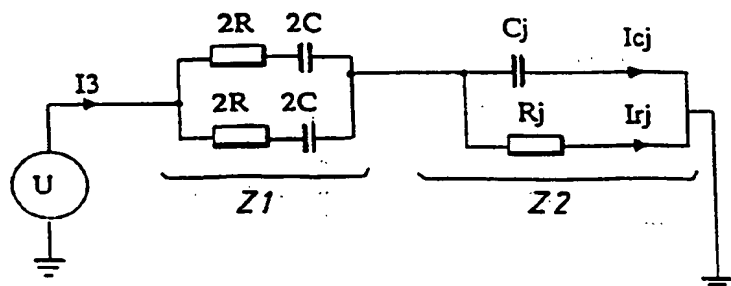 2R 2C
Cj Icj
I3
2R 2C
Rj Irj
U
Z1
Z2